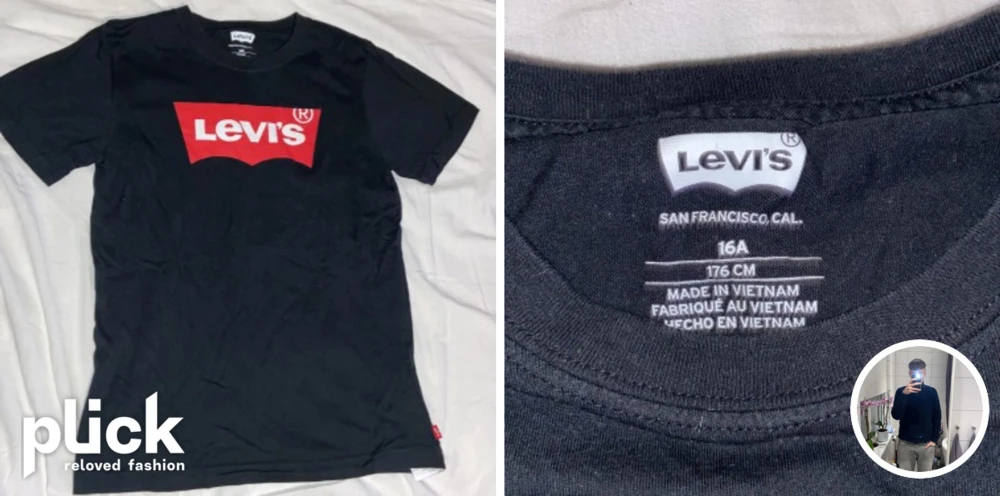 LEVI'S
LEVI'S ®
plick
reloved fashion
LEVI'S ®
SAN FRANCISCO, CAL.
16A
176 CM
MADE IN VIETNAM
FABRIQUÉ AU VIETNAM
HECHO EN VIETNAM